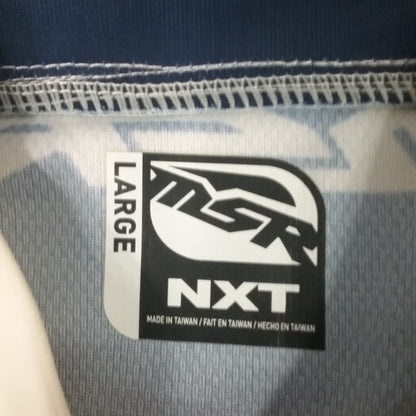 LARGE
MSR
NXT
MADE IN TAIWAN / FAIT EN TAIWAN / HECHO EN TAIWAN